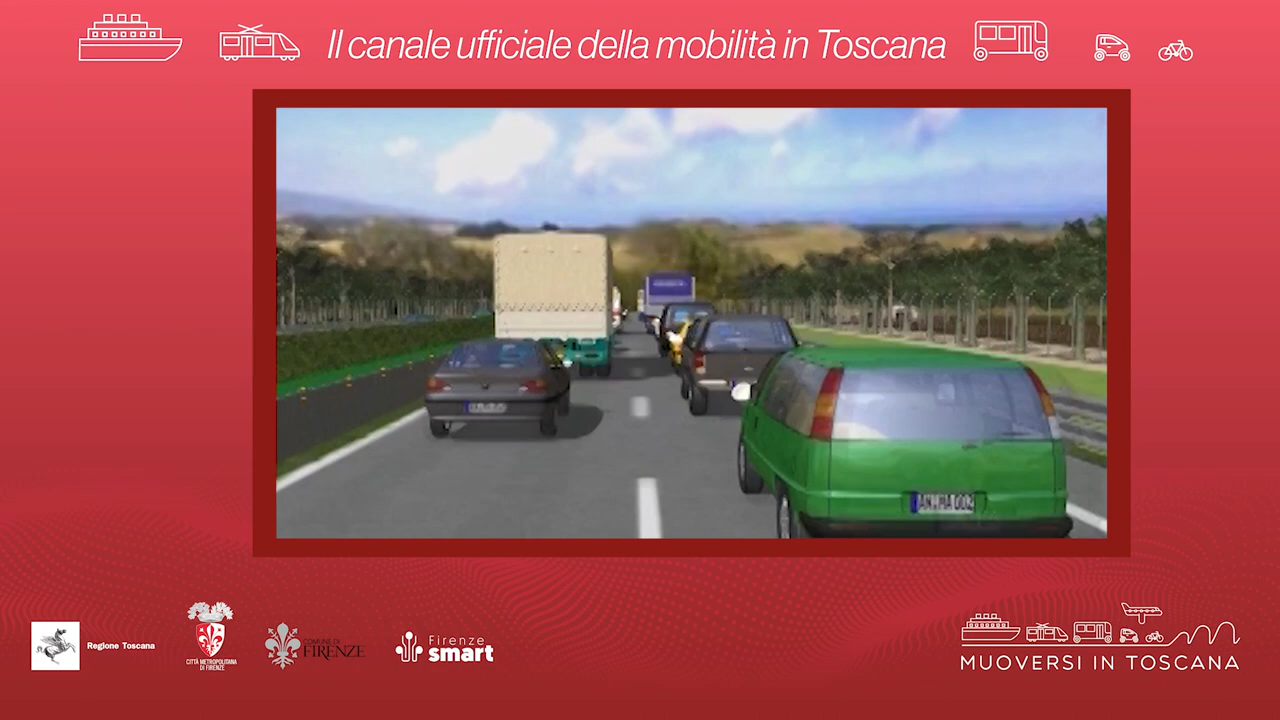 Il canale ufficiale della mobilità in Toscana
Regione Toscana
CITTÀ METROPOLITANA
DI FIRENZE
COMUNE DI
FIRENZE
Firenze
smart
MUOVERSI IN TOSCANA